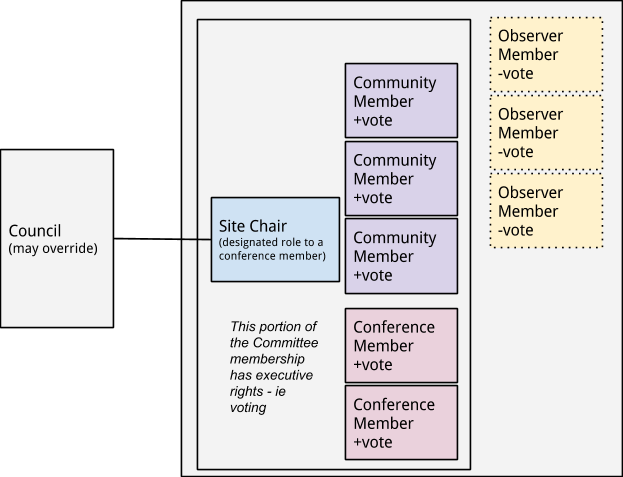 Council
(may override)
Site Chair
(designated role to a
conference member)
This portion of
the Committee
membership
has executive
rights - ie
voting
Community
Member
+vote
Community
Member
+vote
Community
Member
+vote
Conference
Member
+vote
Conference
Member
+vote
Observer
Member
-vote
Observer
Member
-vote
Observer
Member
-vote